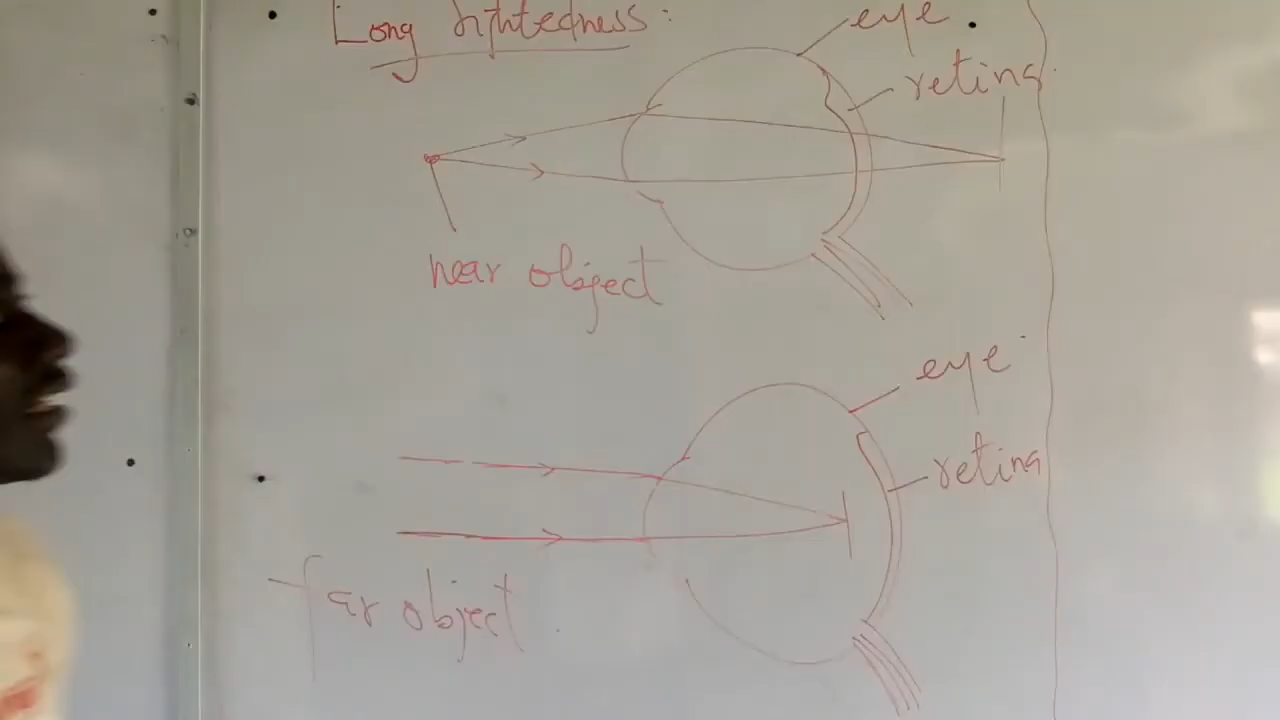 Long Sightedness:
eye.
retina
near object
eye
retina
far object